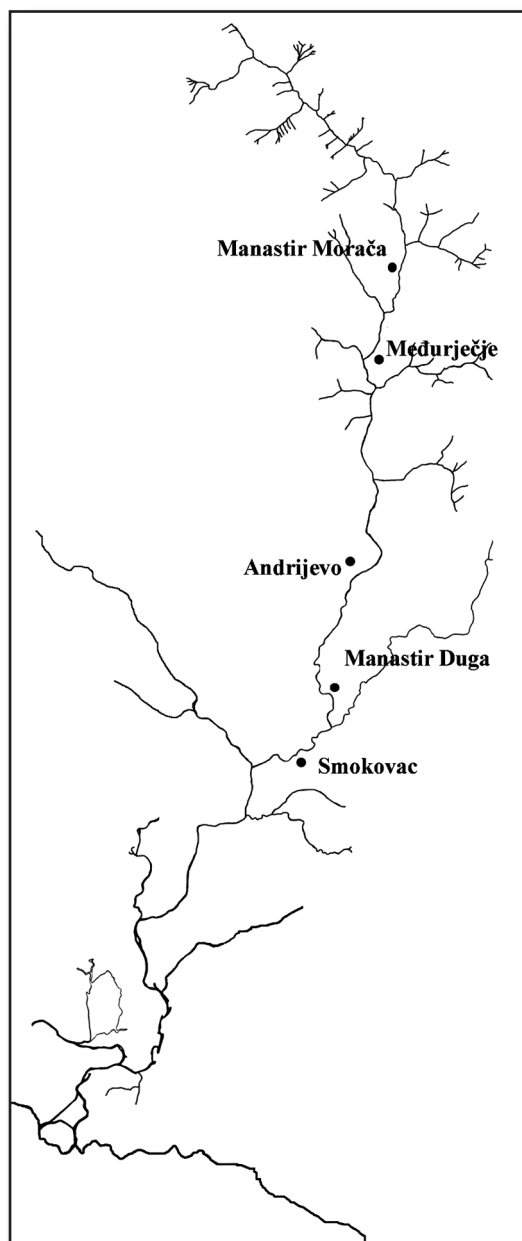 Manastir Morača
Međurječje
Andrijevo
Manastir Duga
Smokovac